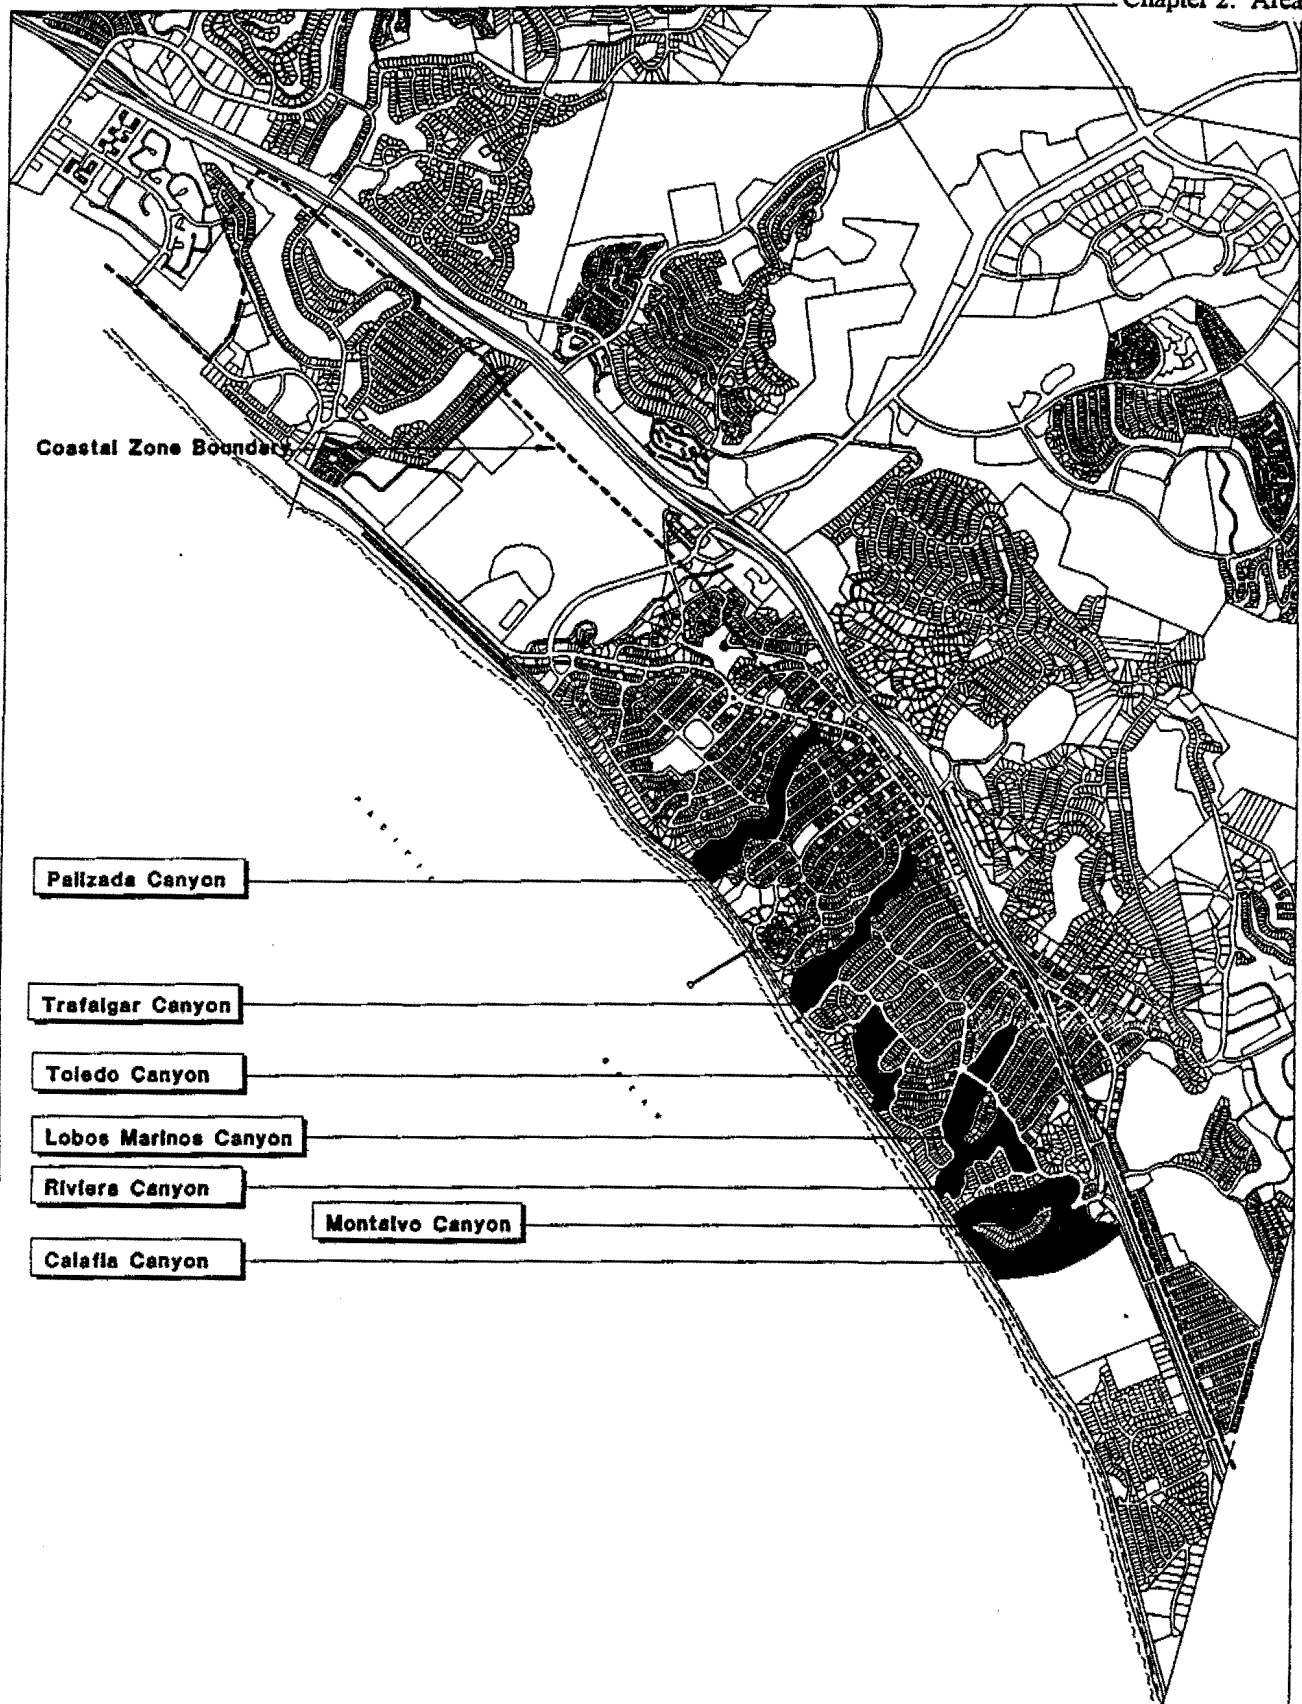 Chapter 2. Area
Coastal Zone Boundary
Palizada Canyon
Trafalgar Canyon
Toledo Canyon
Lobos Marinos Canyon
Riviera Canyon
Montalvo Canyon
Calafia Canyon